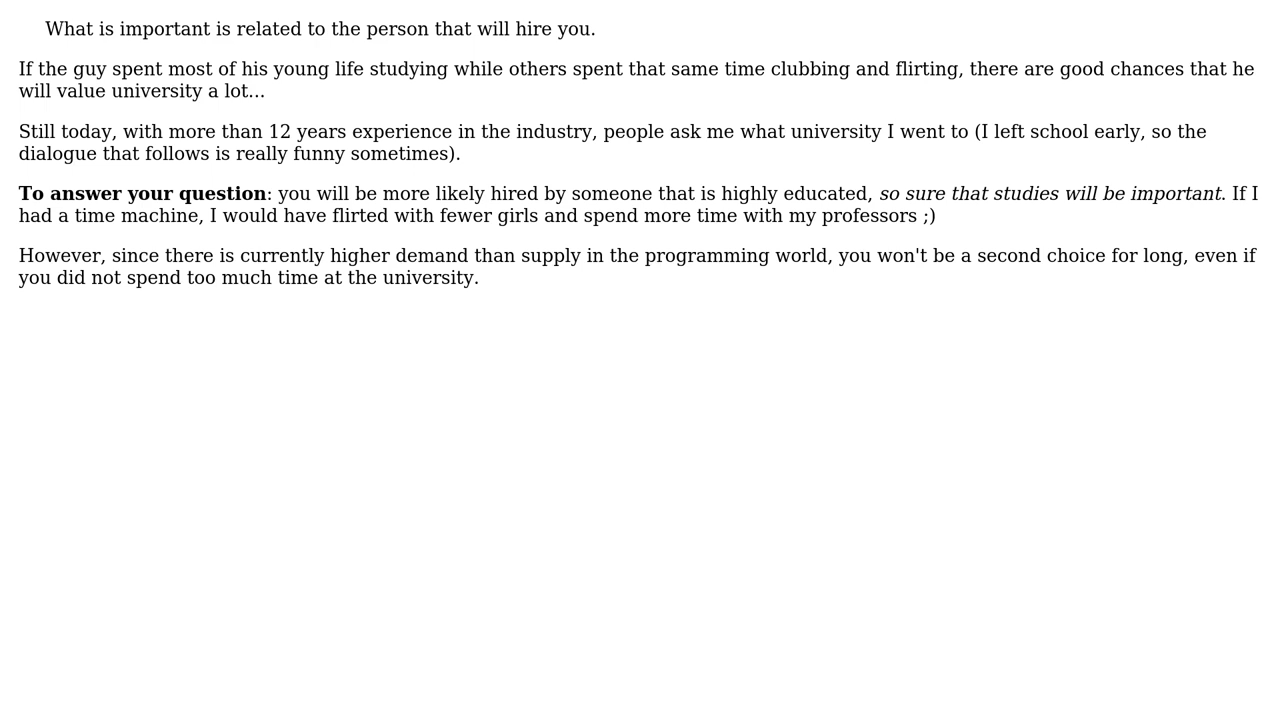 What is important is related to the person that will hire you.
If the guy spent most of his young life studying while others spent that same time clubbing and flirting, there are good chances that he
will value university a lot...
Still today, with more than 12 years experience in the industry, people ask me what university I went to (I left school early, so the
dialogue that follows is really funny sometimes).
To answer your question: you will be more likely hired by someone that is highly educated, so sure that studies will be important. If I
had a time machine, I would have flirted with fewer girls and spend more time with my professors ;)
However, since there is currently higher demand than supply in the programming world, you won't be a second choice for long, even if
you did not spend too much time at the university.